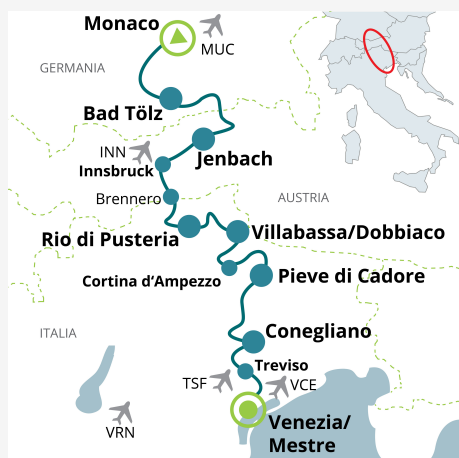 Monaco
MUC
GERMANIA
Bad Tölz
INN
Jenbach
Innsbruck
Brennero
AUSTRIA
Rio di Pusteria
Villabassa/Dobbiaco
Cortina d‘Ampezzo
Pieve di Cadore
ITALIA
Conegliano
Treviso
TSF
VCE
VRN
Venezia/
Mestre